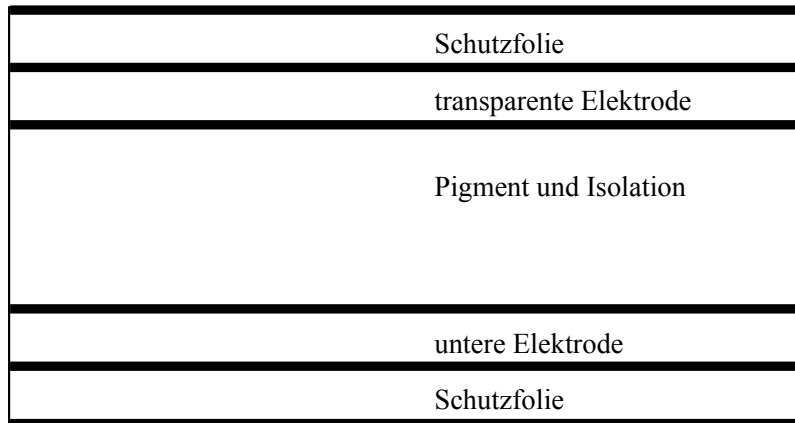 Schutzfolie
transparente Elektrode
Pigment und Isolation
untere Elektrode
Schutzfolie